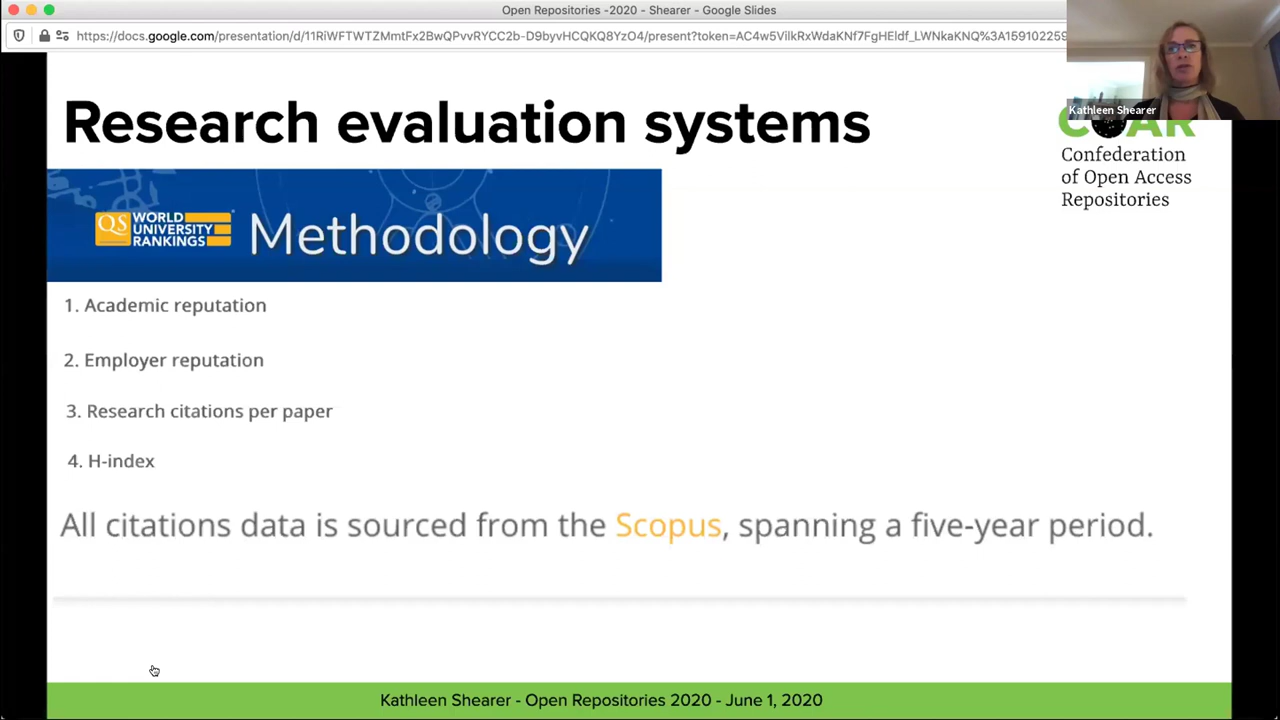 Open Repositories -2020 - Shearer - Google Slides
https://docs.google.com/presentation/d/11RiWFTWTZMmtFx2BwQPvvRYCC2b-D9byvHCQKQ8YzO4/present?token=AC4w5VilkRxWdaKNf7FgHEldf_LWNkaKNQ%3A15910225
Kathleen Shearer
Research evaluation systems
COAR
Confederation
of Open Access
Repositories
QS WORLD
UNIVERSITY
RANKINGS
Methodology
1. Academic reputation
2. Employer reputation
3. Research citations per paper
4. H-index
All citations data is sourced from the Scopus, spanning a five-year period.
Kathleen Shearer - Open Repositories 2020 - June 1, 2020